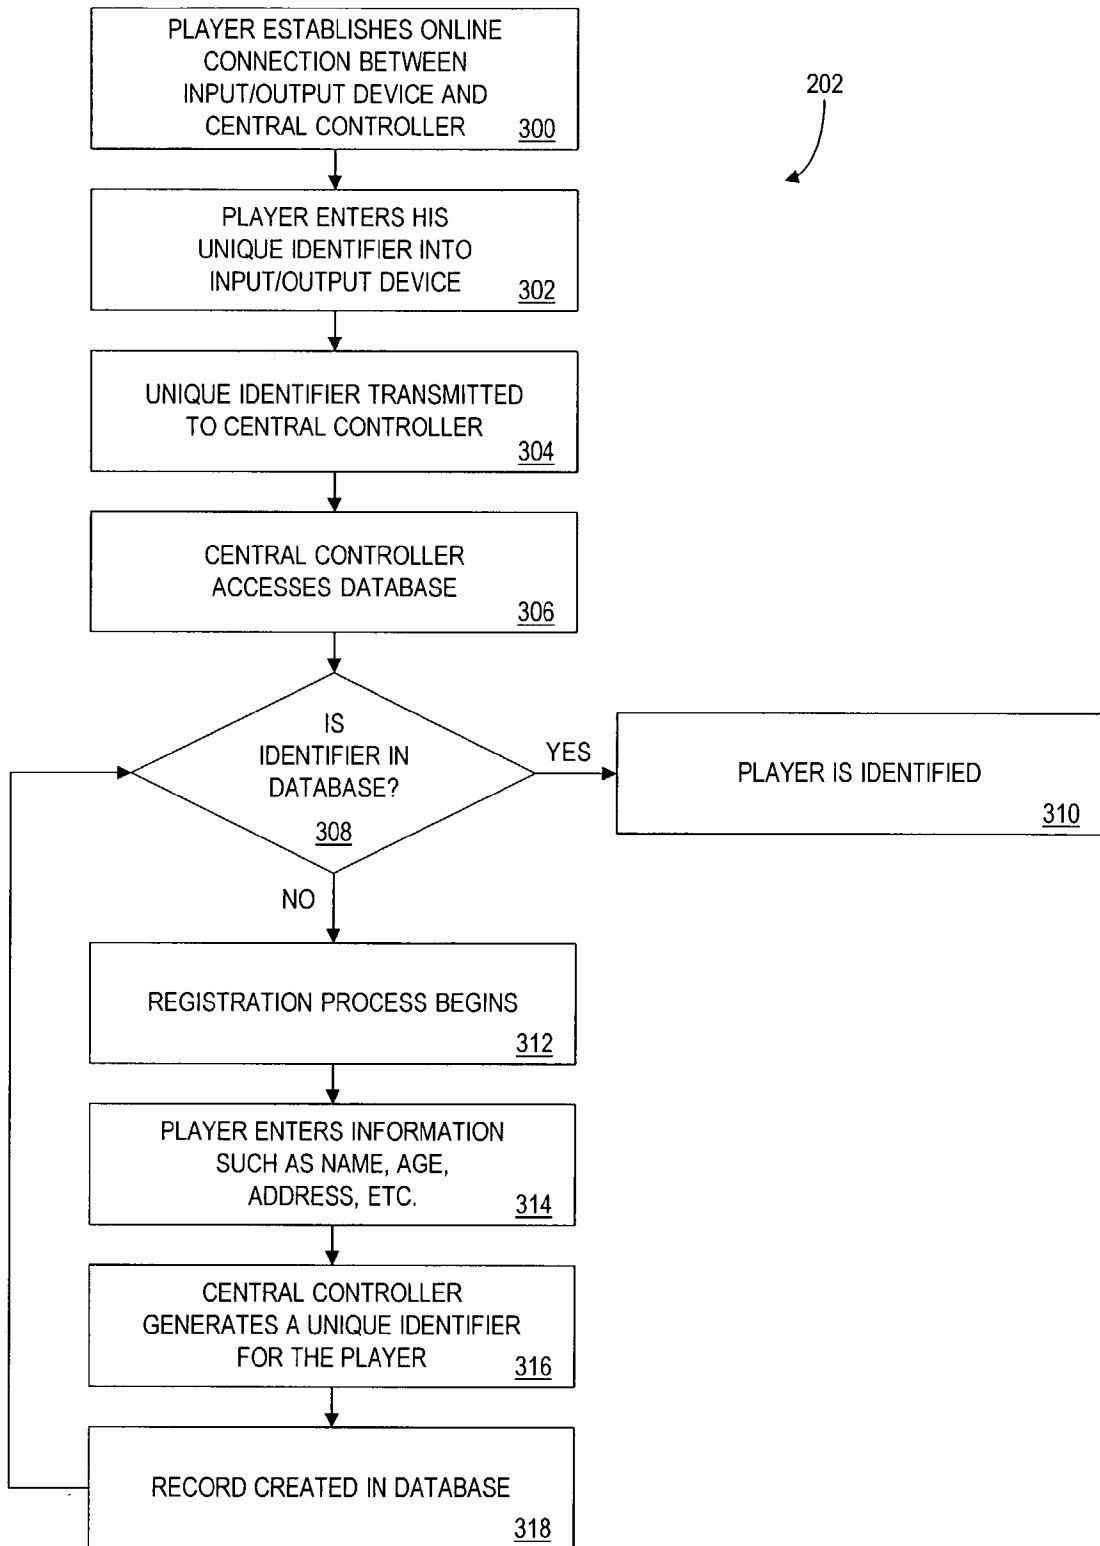 PLAYER ESTABLISHES ONLINE
CONNECTION BETWEEN
INPUT/OUTPUT DEVICE AND
CENTRAL CONTROLLER
300
202
PLAYER ENTERS HIS
UNIQUE IDENTIFIER INTO
INPUT/OUTPUT DEVICE
302
UNIQUE IDENTIFIER TRANSMITTED
TO CENTRAL CONTROLLER
304
CENTRAL CONTROLLER
ACCESSES DATABASE
306
IS
IDENTIFIER IN
DATABASE?
308
YES
PLAYER IS IDENTIFIED
310
NO
REGISTRATION PROCESS BEGINS
312
PLAYER ENTERS INFORMATION
SUCH AS NAME, AGE,
ADDRESS, ETC.
314
CENTRAL CONTROLLER
GENERATES A UNIQUE IDENTIFIER
FOR THE PLAYER
316
RECORD CREATED IN DATABASE
318